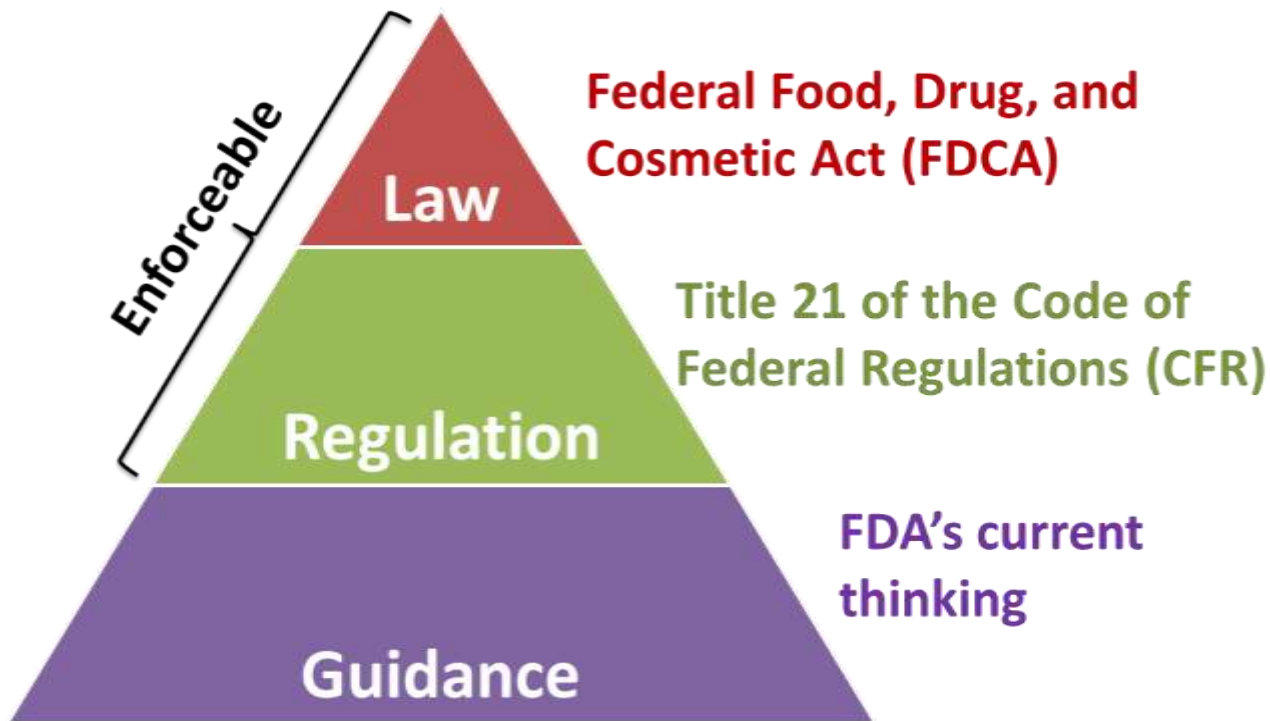 Enforceable
Law
Federal Food, Drug, and
Cosmetic Act (FDCA)
Regulation
Title 21 of the Code of
Federal Regulations (CFR)
Guidance
FDA’s current
thinking